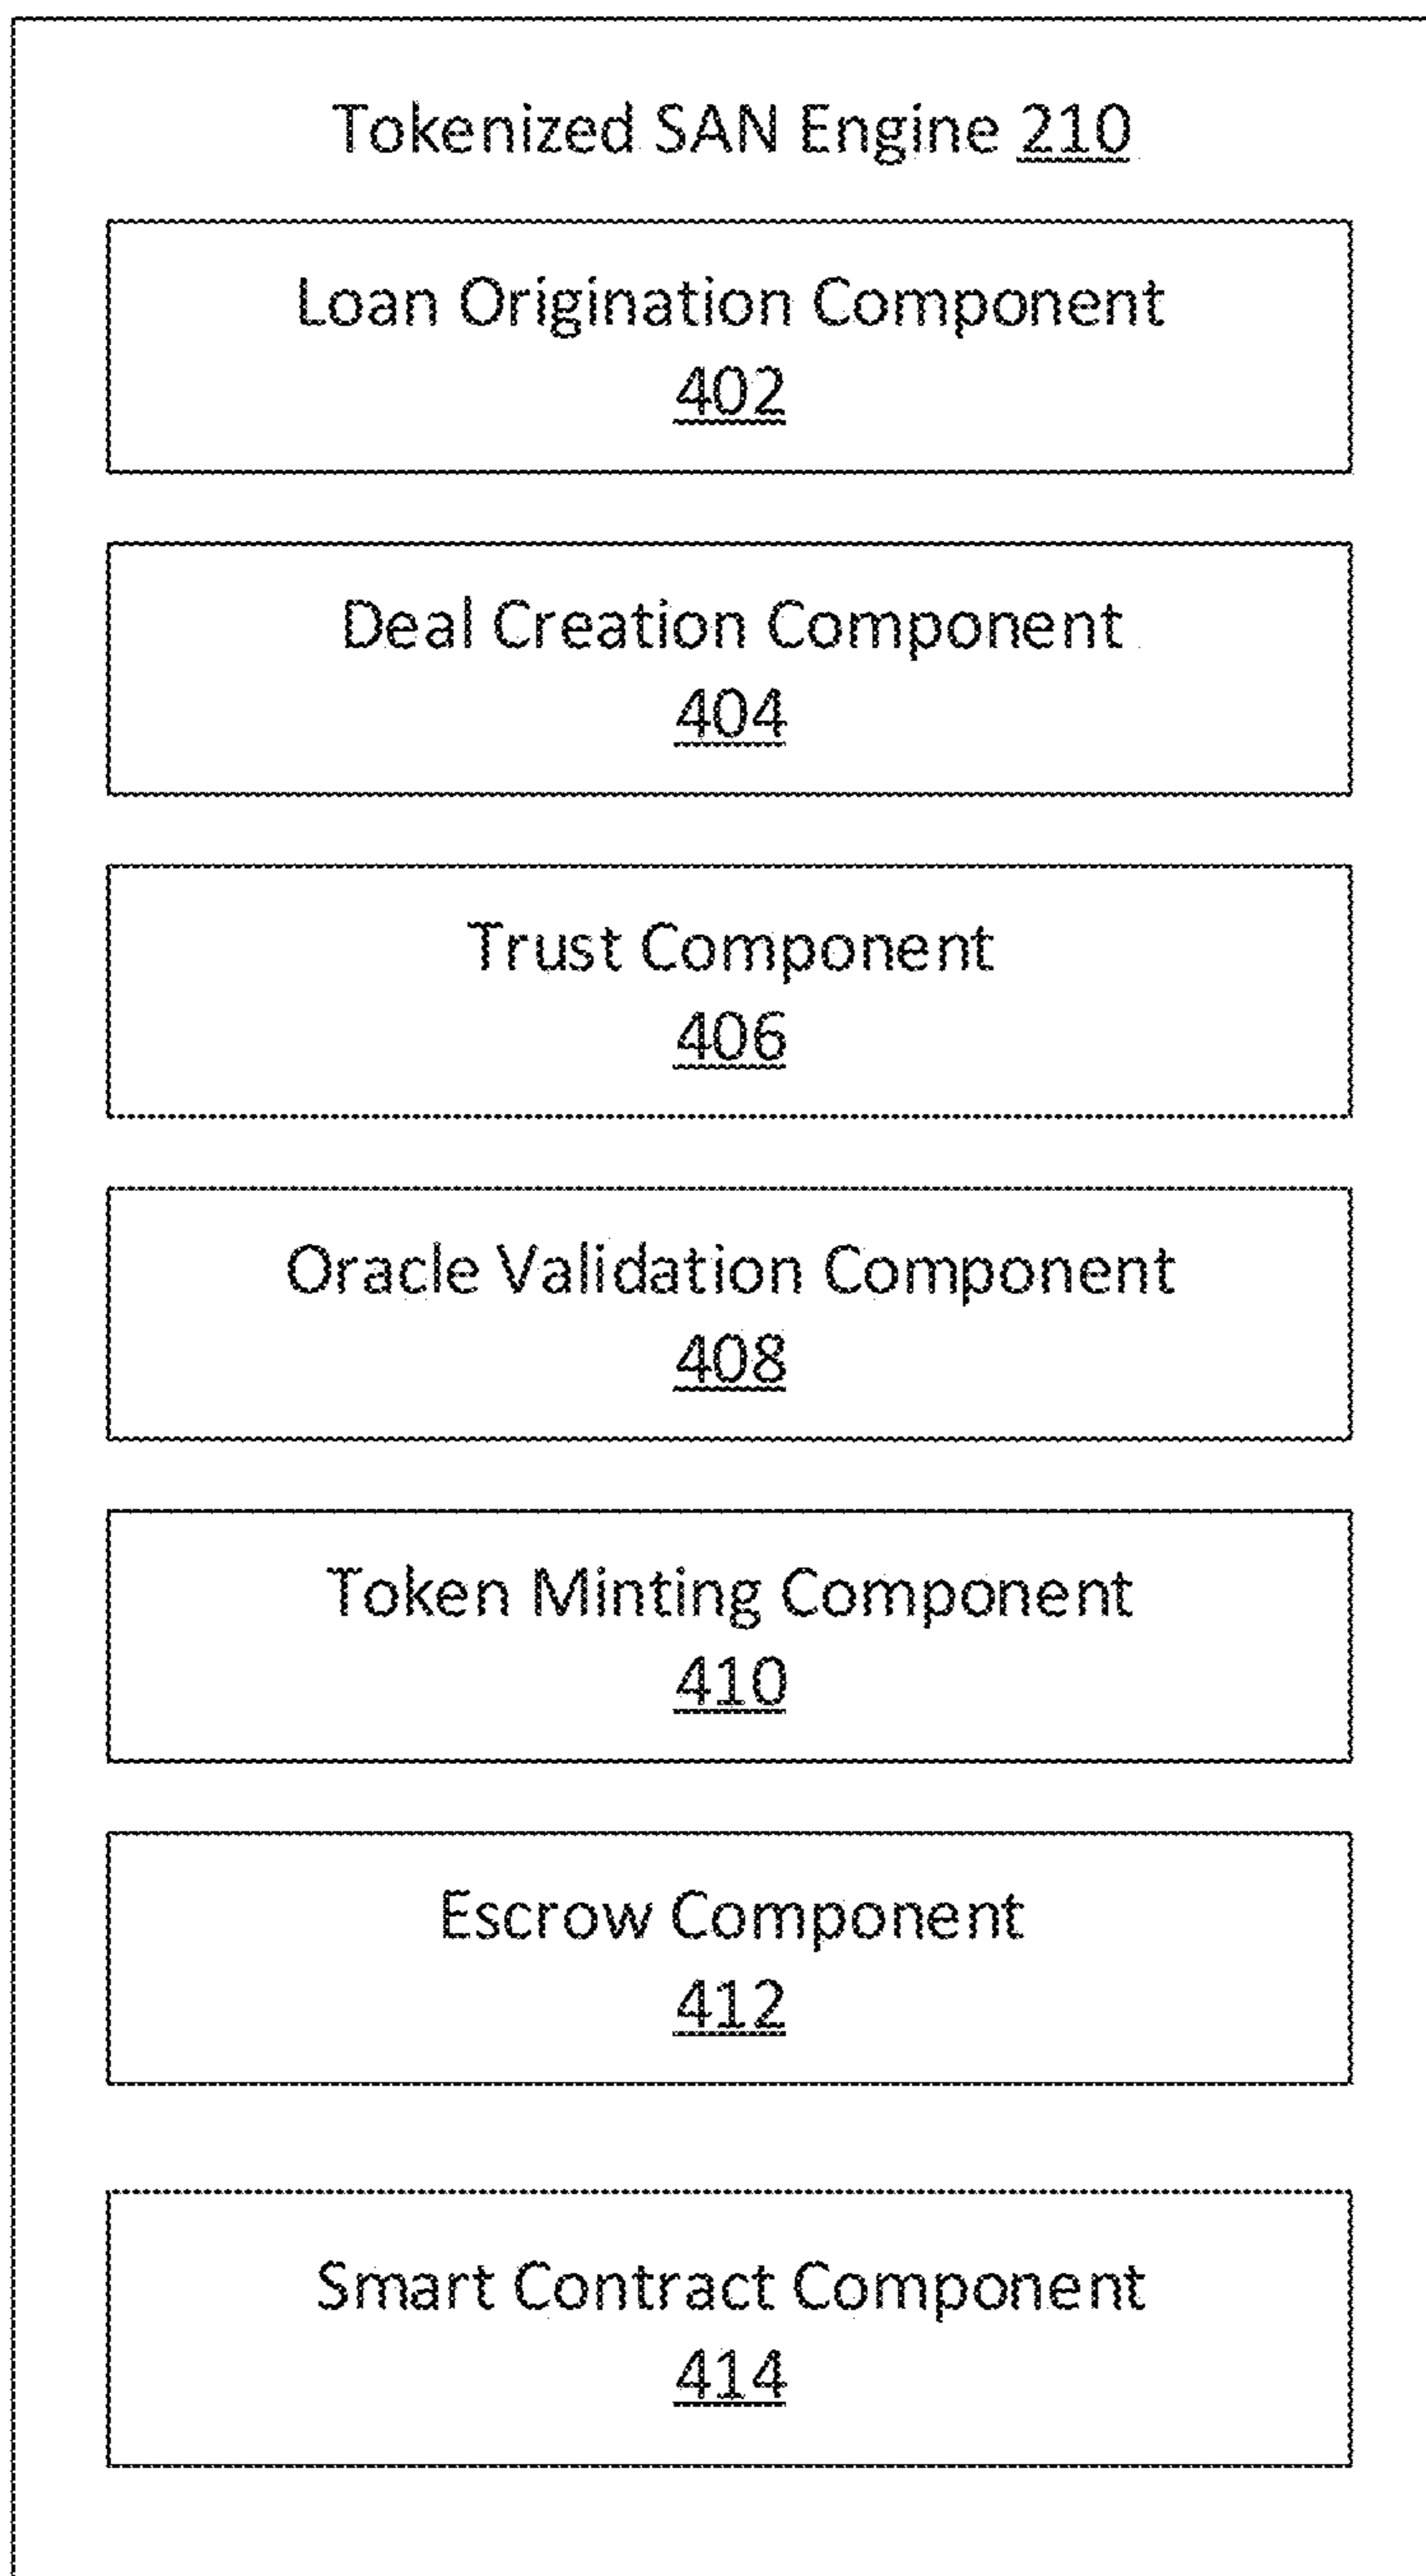 Tokenized SAN Engine 210
Loan Origination Component
402
Deal Creation Component
404
Trust Component
406
Oracle Validation Component
408
Token Minting Component
410
Escrow Component
412
Smart Contract Component
414